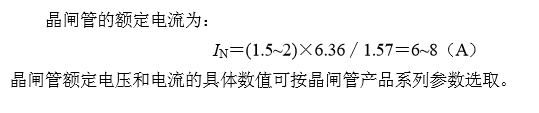 晶闸管的额定电流为：
I_N＝(1.5~2)×6.36 / 1.57＝6~8（A）
晶闸管额定电压和电流的具体数值可按晶闸管产品系列参数选取。